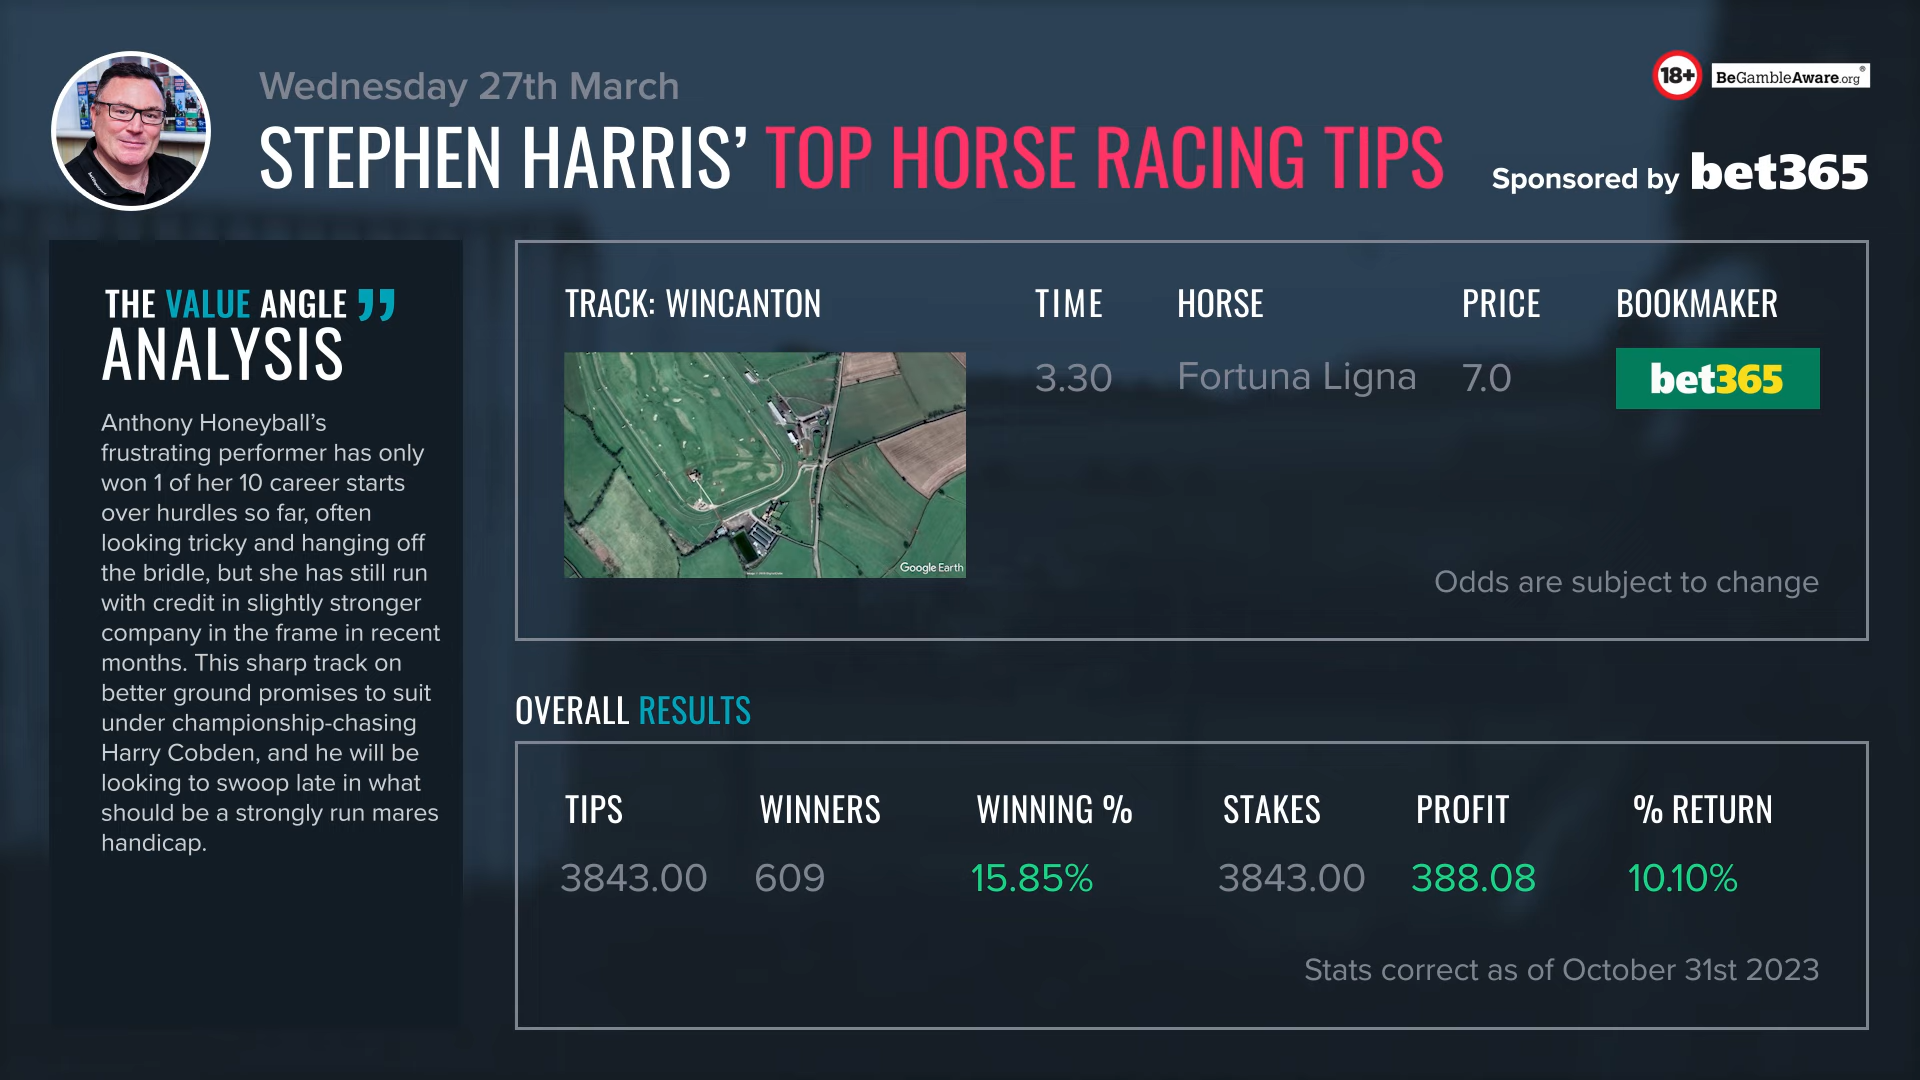 Wednesday 27th March
STEPHEN HARRIS’ TOP HORSE RACING TIPS
18+
BeGambleAware.org®
Sponsored by bet365
THE VALUE ANGLE ”
ANALYSIS
Anthony Honeyball’s
frustrating performer has only
won 1 of her 10 career starts
over hurdles so far, often
looking tricky and hanging off
the bridle, but she has still run
with credit in slightly stronger
company in the frame in recent
months. This sharp track on
better ground promises to suit
under championship-chasing
Harry Cobden, and he will be
looking to swoop late in what
should be a strongly run mares
handicap.
TRACK: WINCANTON TIME HORSE PRICE BOOKMAKER
3.30 Fortuna Ligna 7.0 bet365
Google Earth
Odds are subject to change
OVERALL RESULTS
TIPS WINNERS WINNING % STAKES PROFIT % RETURN
3843.00 609 15.85% 3843.00 388.08 10.10%
Stats correct as of October 31st 2023